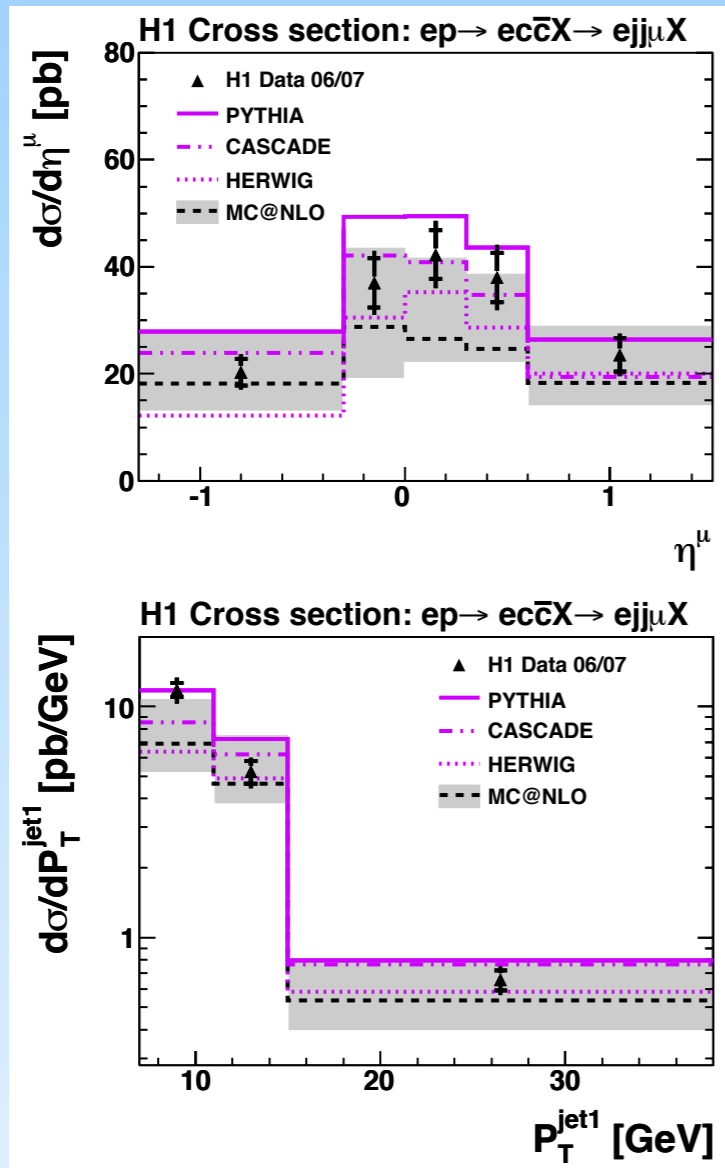 H1 Cross section: ep→ ecc̄X→ ejjμX
dσ/dη^μ [pb]
80
60
40
20
0
H1 Data 06/07
PYTHIA
CASCADE
HERWIG
MC@NLO
-1 0 1
η^μ
H1 Cross section: ep→ ecc̄X→ ejjμX
dσ/dP_T^jet1 [pb/GeV]
10
1
H1 Data 06/07
PYTHIA
CASCADE
HERWIG
MC@NLO
10 20 30
P_T^jet1 [GeV]